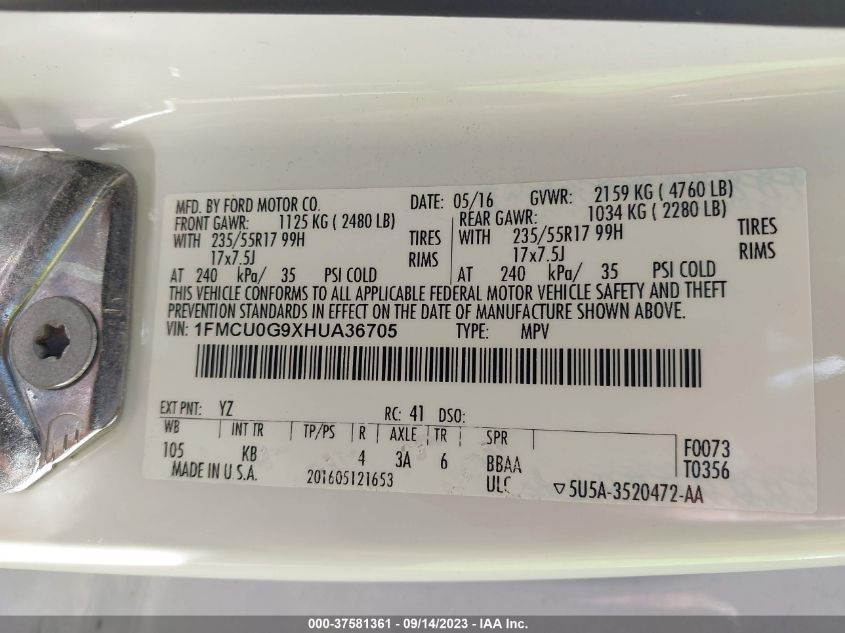 MFD. BY FORD MOTOR CO. DATE: 05/16 GVWR: 2159 KG ( 4760 LB)
FRONT GAWR: 1125 KG ( 2480 LB) REAR GAWR: 1034 KG ( 2280 LB)
WITH 235/55R17 99H TIRES WITH 235/55R17 99H TIRES
17x7.5J RIMS 17x7.5J RIMS
AT 240 kPa/ 35 PSI COLD AT 240 kPa/ 35 PSI COLD
THIS VEHICLE CONFORMS TO ALL APPLICABLE FEDERAL MOTOR VEHICLE SAFETY AND THEFT
PREVENTION STANDARDS IN EFFECT ON THE DATE OF MANUFACTURE SHOWN ABOVE.
VIN: 1FMCU0G9XHUA36705 TYPE: MPV
EXT PNT: YZ RC: 41 DSO:
WB INT TR TP/PS R AXLE TR SPR F0073
105 KB 4 3A 6 BBAA T0356
MADE IN U.S.A. 201605121653 ULC ▽5U5A-3520472-AA
000-37581361 - 09/14/2023 - © IAA Inc.